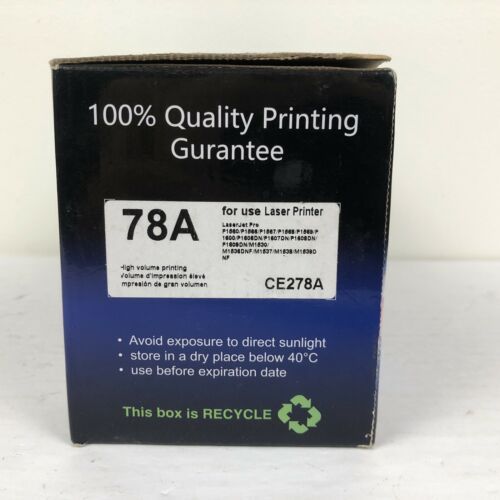 100% Quality Printing
Gurantee
78A
for use Laser Printer
LaserJet Pro
P1560/P1566/P1567/P1568/P1569/P
1600/P1606DN/P1607DN/P1608DN/
P1609DN/M1530/
M1536DNF/M1537/M1538/M1539D
NF
High volume printing
Volume d'impression élevé
Impresión de gran volumen
CE278A
• Avoid exposure to direct sunlight
• store in a dry place below 40°C
• use before expiration date
This box is RECYCLE